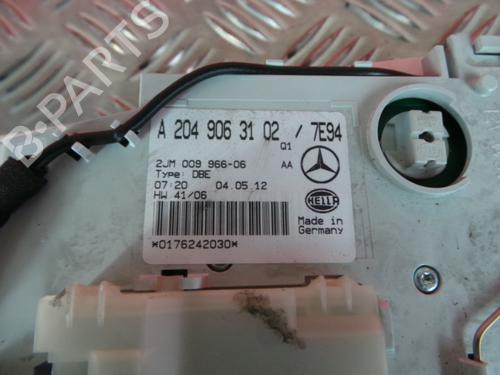 B-PARTS
A 204 906 31 02 / 7E94
Q1
2JM 009 966-06 AA
Type: DBE
07:20 04.05.12
HW 41/06
HELLA
Made in
Germany
*0176242030*